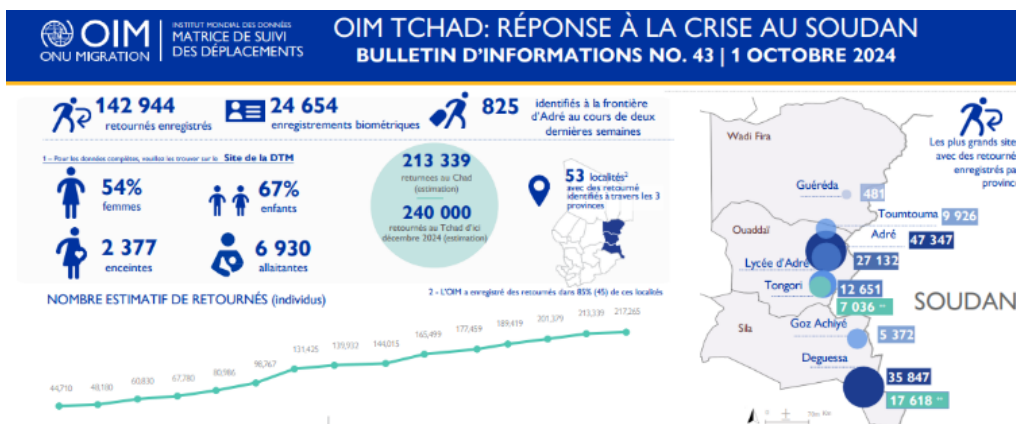 OIM
ONU MIGRATION
INSTITUT MONDIAL DES DONNÉES
MATRICE DE SUIVI
DES DÉPLACEMENTS
OIM TCHAD: RÉPONSE À LA CRISE AU SOUDAN
BULLETIN D'INFORMATIONS NO. 43 | 1 OCTOBRE 2024
142 944
retournés enregistrés
24 654
enregistrements biométriques
825
identifiés à la frontière
d'Adré au cours de deux
dernières semaines
1 – Pour les données complètes, veuillez les trouver sur le Site de la DTM
54%
femmes
67%
enfants
2 377
enceintes
6 930
allaitantes
213 339
returnees au Chad
(estimation)
240 000
retournés au Tchad d'ici
décembre 2024 (estimation)
53 localités²
avec des retourné
identifiés à travers les 3
provinces
2 - L'OIM a enregistré des retournés dans 85% (45) de ces localités
NOMBRE ESTIMATIF DE RETOURNÉS (individus)
44,710
48,100
60,830
67,780
80,986
131,425
139,932
144,015
165,499
177,459
189,419
201,379
213,339
217,265
Les plus grands site
avec des retourné
enregistrés pa
provinc
Wadi Fira
Guéréda
481
Toumtouma 9 926
Ouaddaï
Adré
47 347
Lycée d'Adré
27 132
Tongori
12 651
7 036 **
SOUDAN
Sila
Goz Achiyé
5 372
Deguessa
35 847
17 618 **